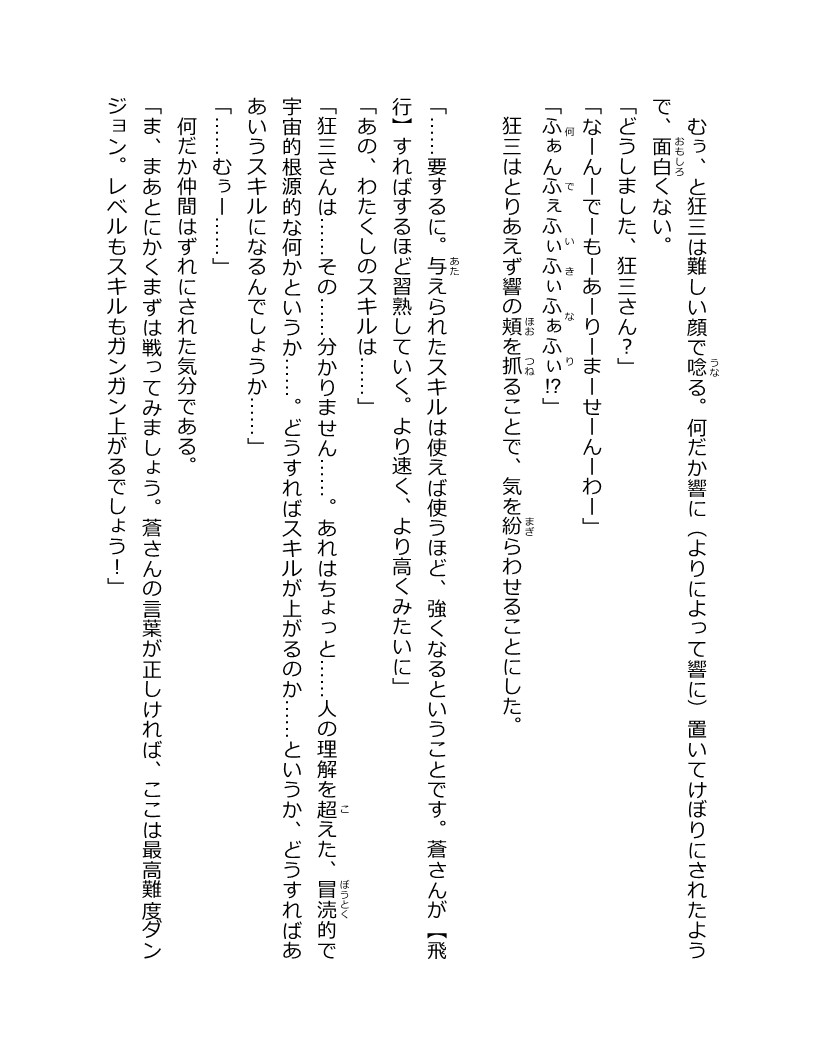 むぅ、と狂三は難しい顔で唸る。何だか響に（よりによって響に）置いてけぼりにされたよう
で、面白くない。
「どうしました、狂三さん？」
「なーんーでーもーあーりーまーせーんーわー」
「ふぁんふぇふぃふぃふぁふぃ!?」
狂三はとりあえず響の頬を抓ることで、気を紛らわせることにした。
「……要するに。与えられたスキルは使えば使うほど、強くなるということです。蒼さんが【飛
行】すればするほど習熟していく。より速く、より高くみたいに」
「あの、わたくしのスキルは……」
「狂三さんは……その……分かりません……。あれはちょっと……人の理解を超えた、冒涜的で
宇宙的根源的な何かというか……。どうすればスキルが上がるのか……というか、どうすればあ
あいうスキルになるんでしょうか……」
「……むぅー……」
何だか仲間はずれにされた気分である。
「ま、まあとにかくまずは戦ってみましょう。蒼さんの言葉が正しければ、ここは最高難度ダン
ジョン。レベルもスキルもガンガン上がるでしょう！」